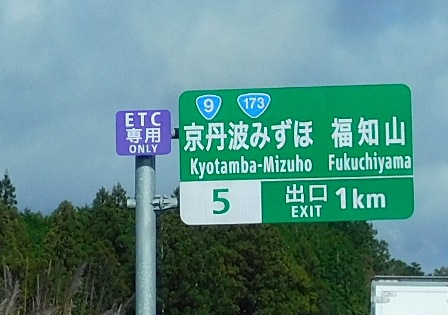 ETC
専用
ONLY
9 173
京丹波みずほ 福知山
Kyotamba-Mizuho Fukuchiyama
5 出口 1km
EXIT